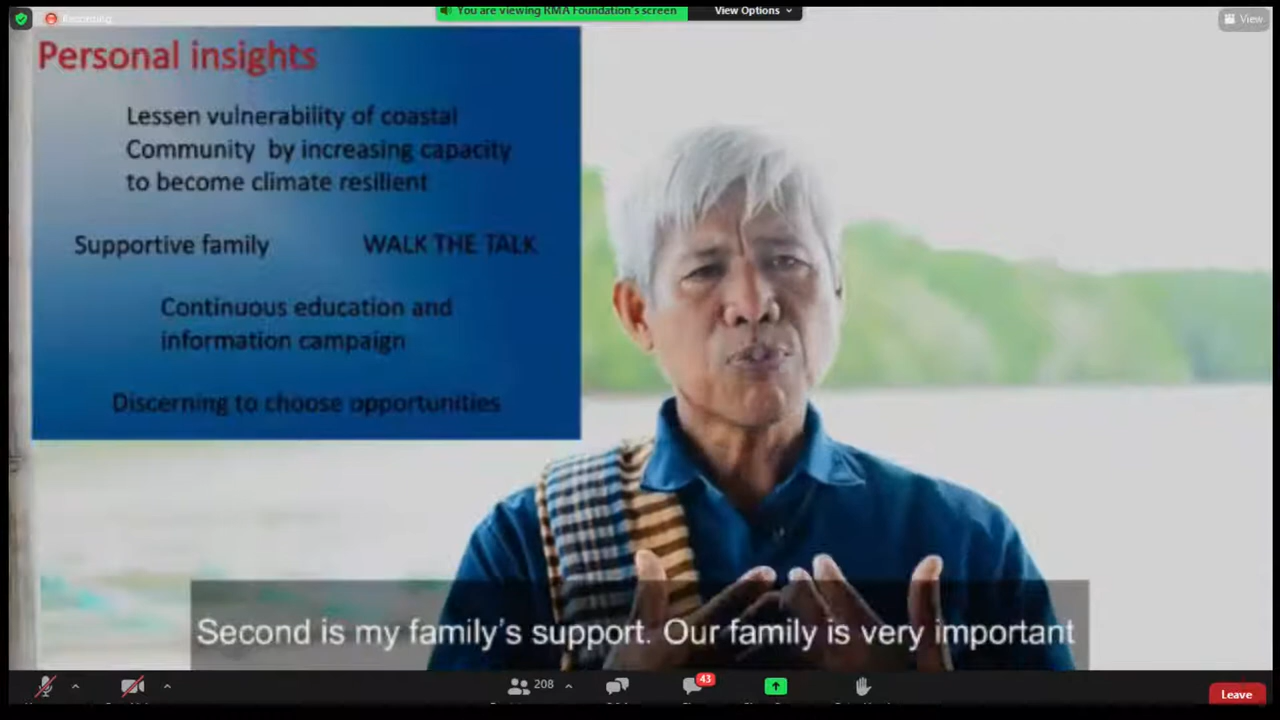 You are viewing RMA Foundation's screen
View Options
Recording
View
Personal insights
Lessen vulnerability of coastal
Community by increasing capacity
to become climate resilient
Supportive family
WALK THE TALK
Continuous education and
information campaign
Discerning to choose opportunities
Second is my family's support. Our family is very important
208
43
Leave